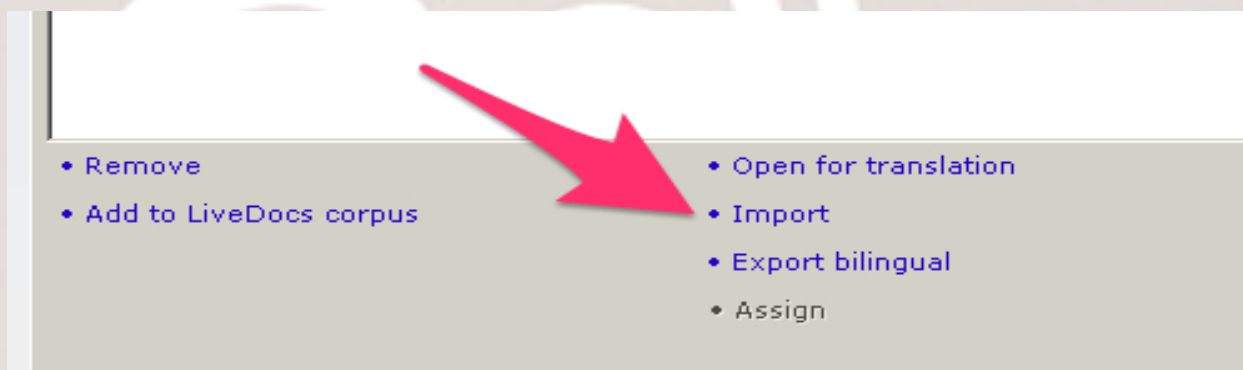 • Remove
• Add to LiveDocs corpus
• Open for translation
• Import
• Export bilingual
• Assign